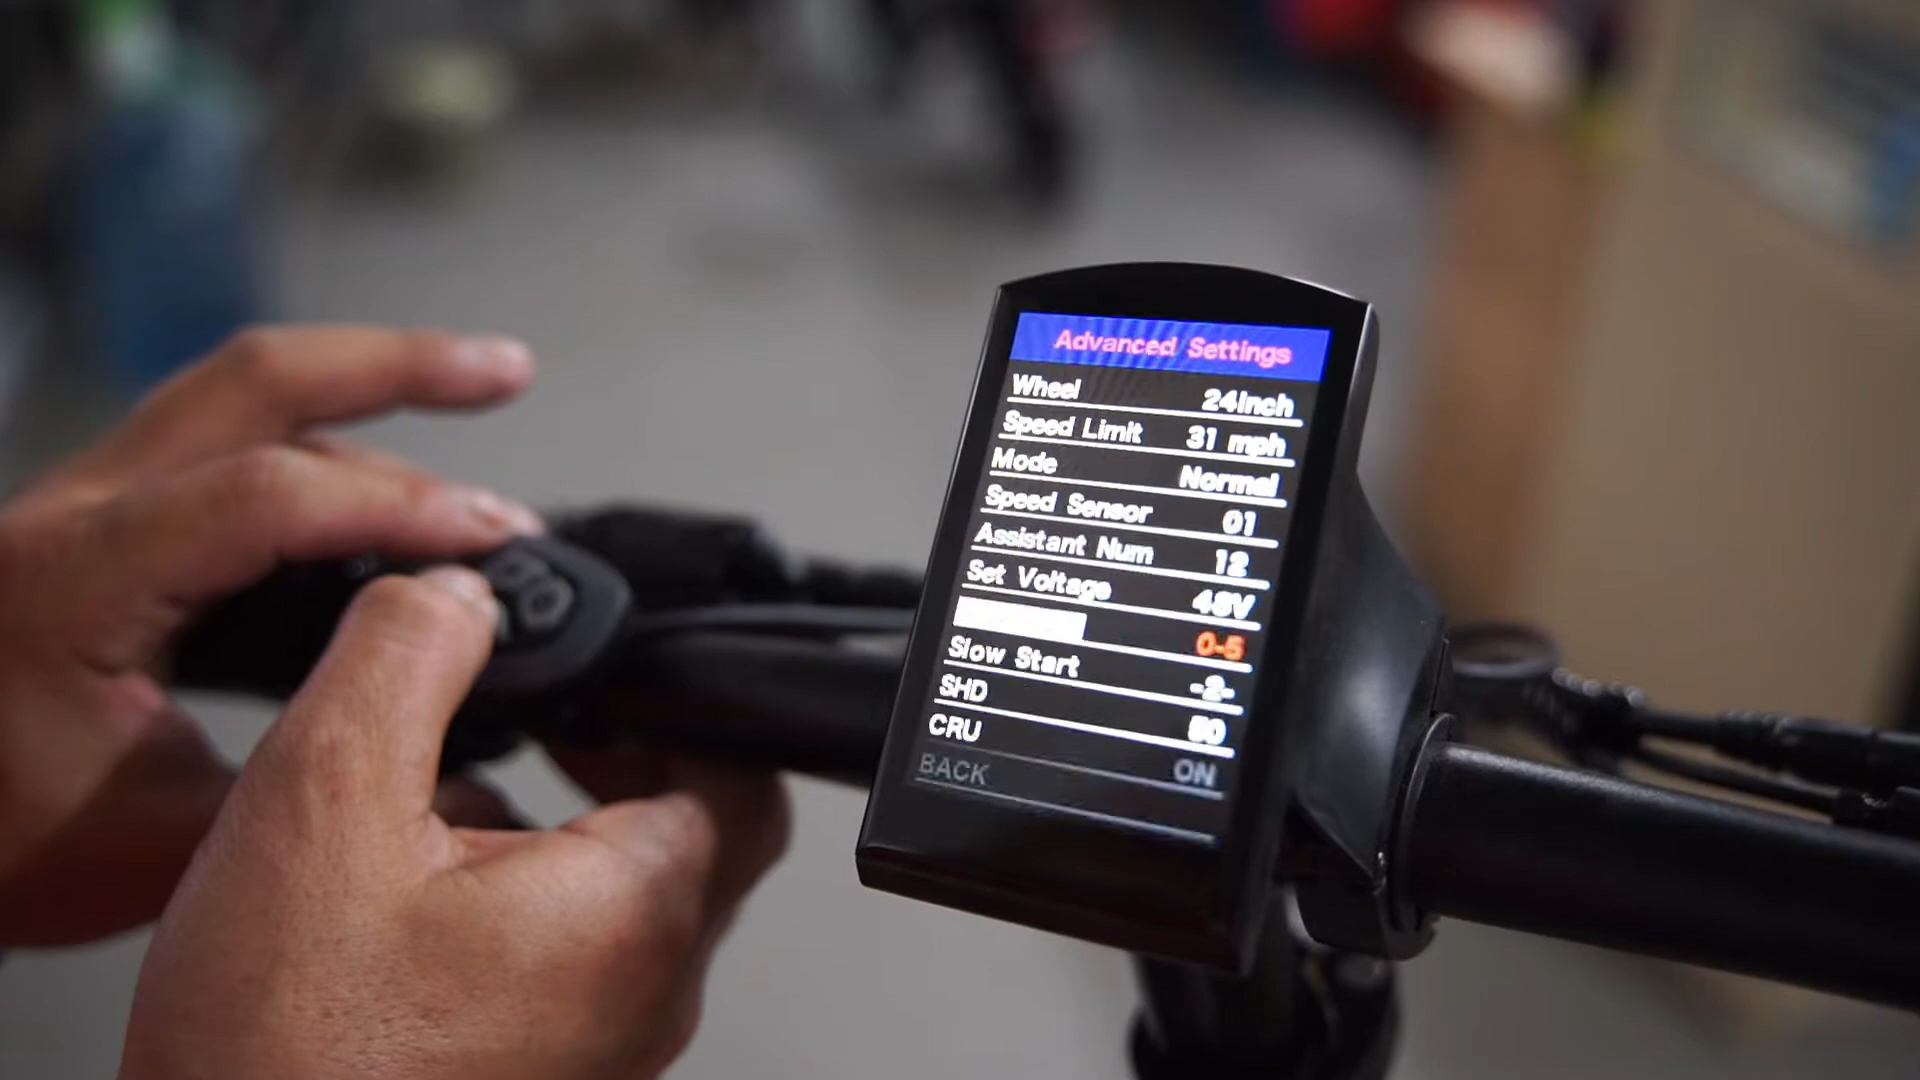 Advanced Settings
Wheel 24Inch
Speed Limit 31 mph
Mode Normal
Speed Sensor 01
Assistant Num 12
Set Voltage 48V
0-5
Slow Start -2-
SHD 50
CRU ON
BACK